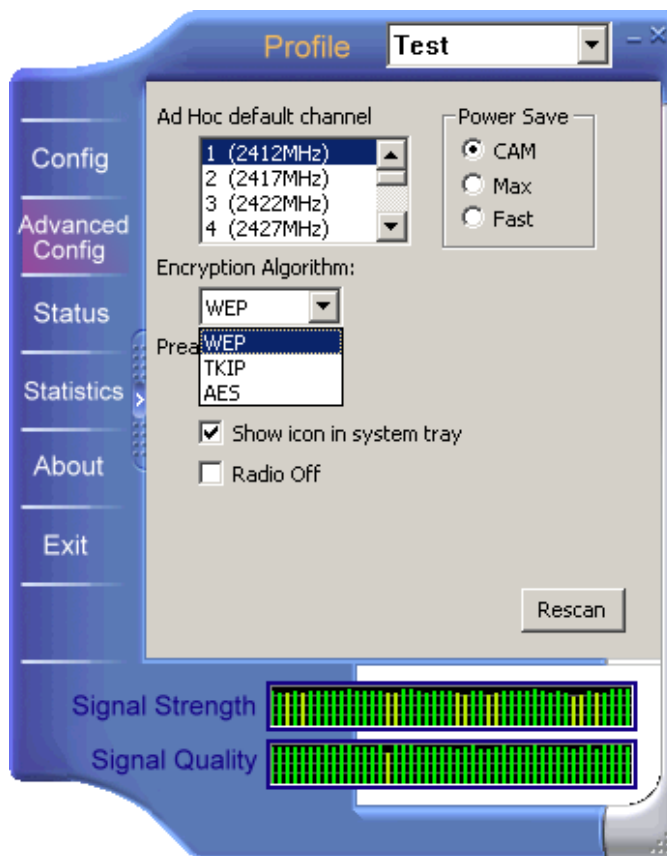 Profile
Test
Config
Advanced
Config
Status
Statistics
About
Exit
Ad Hoc default channel
1 (2412MHz)
2 (2417MHz)
3 (2422MHz)
4 (2427MHz)
Power Save
CAM
Max
Fast
Encryption Algorithm:
WEP
Prea
WEP
TKIP
AES
Show icon in system tray
Radio Off
Rescan
Signal Strength
Signal Quality